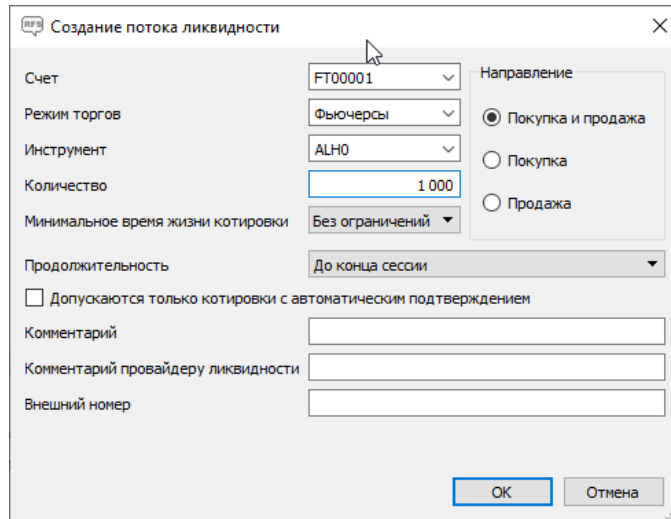 RFS Создание потока ликвидности
Счет FT00001 Направление
Режим торгов Фьючерсы Покупка и продажа
Инструмент ALH0 Покупка
Количество 1 000 Продажа
Минимальное время жизни котировки Без ограничений
Продолжительность До конца сессии
Допускаются только котировки с автоматическим подтверждением
Комментарий
Комментарий провайдеру ликвидности
Внешний номер
OK Отмена